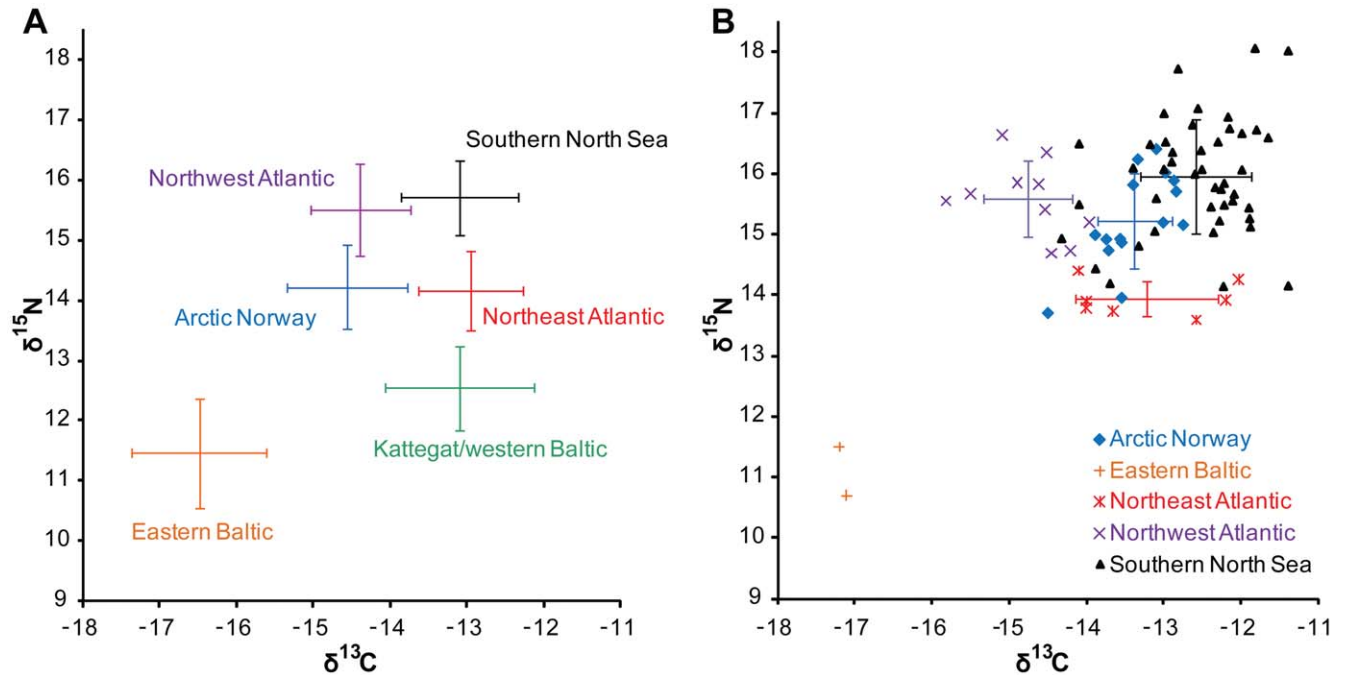 A
18
17
16
15
14
13
12
11
10
9
δ15N
-18 -17 -16 -15 -14 -13 -12 -11
δ13C
Southern North Sea
Northwest Atlantic
Arctic Norway
Northeast Atlantic
Kattegat/western Baltic
Eastern Baltic
B
18
17
16
15
14
13
12
11
10
9
δ15N
-18 -17 -16 -15 -14 -13 -12 -11
δ13C
Arctic Norway
Eastern Baltic
Northeast Atlantic
Northwest Atlantic
Southern North Sea